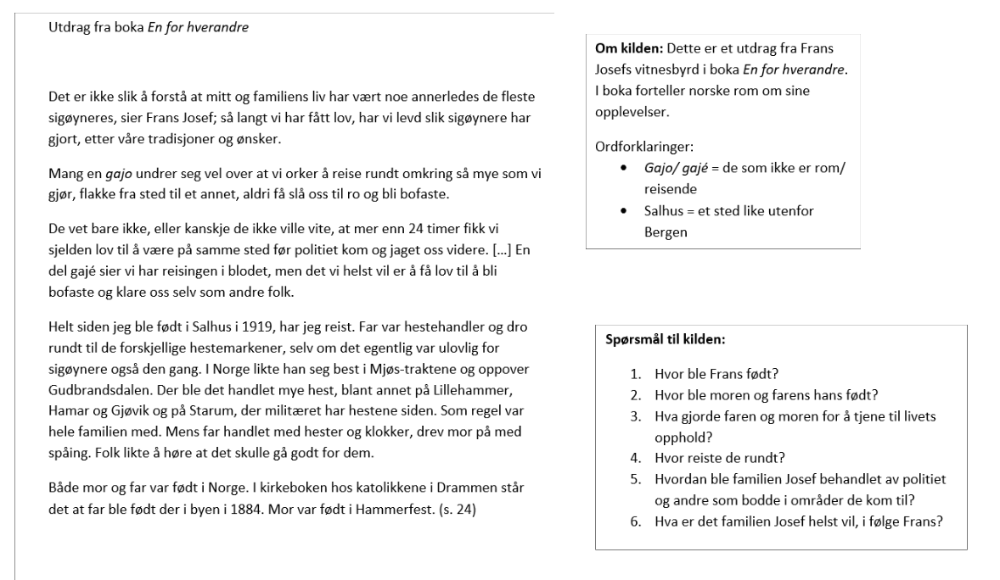 Utdrag fra boka En for hverandre
Det er ikke slik å forstå at mitt og familiens liv har vært noe annerledes de fleste
sigøyneres, sier Frans Josef; så langt vi har fått lov, har vi levd slik sigøynere har
gjort, etter våre tradisjoner og ønsker.
Mang en gajo undrer seg vel over at vi orker å reise rundt omkring så mye som vi
gjør, flakke fra sted til et annet, aldri få slå oss til ro og bli bofaste.
De vet bare ikke, eller kanskje de ikke ville vite, at mer enn 24 timer fikk vi
sjelden lov til å være på samme sted før politiet kom og jaget oss videre. […] En
del gajé sier vi har reisingen i blodet, men det vi helst vil er å få lov til å bli
bofaste og klare oss selv som andre folk.
Helt siden jeg ble født i Salhus i 1919, har jeg reist. Far var hestehandler og dro
rundt til de forskjellige hestemarkener, selv om det egentlig var ulovlig for
sigøynere også den gang. I Norge likte han seg best i Mjøs-traktene og oppover
Gudbrandsdalen. Der ble det handlet mye hest, blant annet på Lillehammer,
Hamar og Gjøvik og på Starum, der militæret har hestene siden. Som regel var
hele familien med. Mens far handlet med hester og klokker, drev mor på med
spåing. Folk likte å høre at det skulle gå godt for dem.
Både mor og far var født i Norge. I kirkeboken hos katolikkene i Drammen står
det at far ble født der i byen i 1884. Mor var født i Hammerfest. (s. 24)
Om kilden: Dette er et utdrag fra Frans
Josefs vitnesbyrd i boka En for hverandre.
I boka forteller norske rom om sine
opplevelser.
Ordforklaringer:
• Gajo/ gajé = de som ikke er rom/
reisende
• Salhus = et sted like utenfor
Bergen
Spørsmål til kilden:
1. Hvor ble Frans født?
2. Hvor ble moren og farens hans født?
3. Hva gjorde faren og moren for å tjene til livets
opphold?
4. Hvor reiste de rundt?
5. Hvordan ble familien Josef behandlet av politiet
og andre som bodde i områder de kom til?
6. Hva er det familien Josef helst vil, i følge Frans?